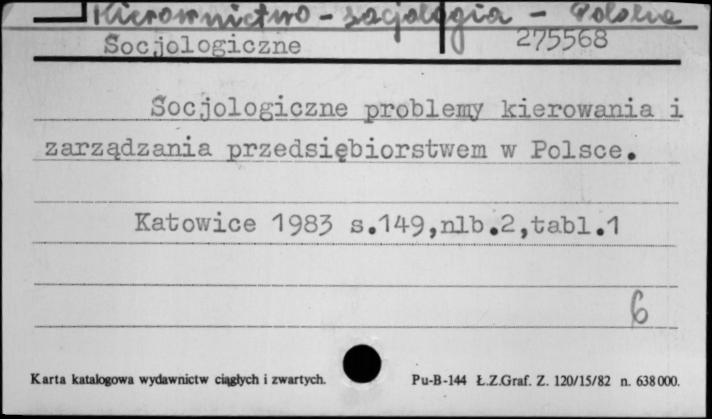 Kierownictwo - socjologia - Polska
Socjologiczne 275568
Socjologiczne problemy kierowania i
zarządzania przedsiębiorstwem w Polsce.
Katowice 1983 s.149,nlb.2,tabl.1
6
Karta katalogowa wydawnictw ciągłych i zwartych. Pu-B-144 Ł.Z.Graf. Z. 120/15/82 n. 638000.